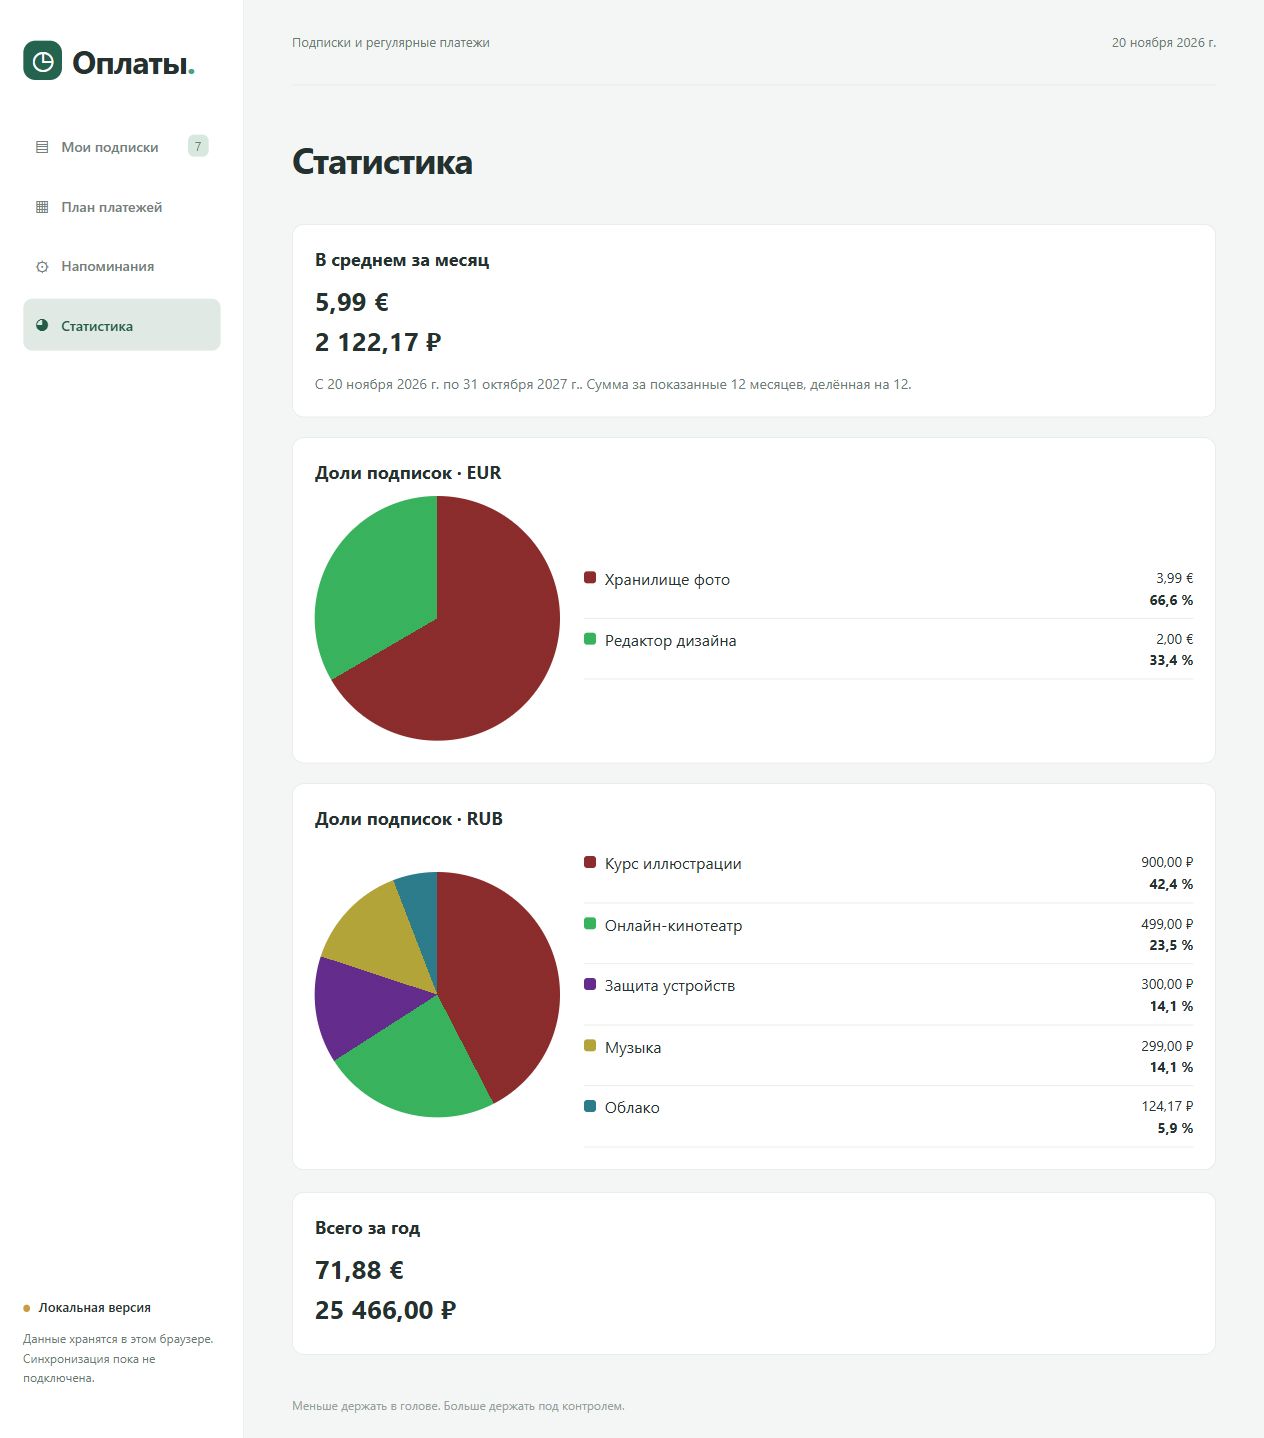 Оплаты.
Мои подписки 7
План платежей
Напоминания
Статистика
Локальная версия
Данные хранятся в этом браузере.
Синхронизация пока не
подключена.
Подписки и регулярные платежи 20 ноября 2026 г.
Статистика
В среднем за месяц
5,99 €
2 122,17 ₽
С 20 ноября 2026 г. по 31 октября 2027 г.. Сумма за показанные 12 месяцев, делённая на 12.
Доли подписок · EUR
Хранилище фото 3,99 €
66,6 %
Редактор дизайна 2,00 €
33,4 %
Доли подписок · RUB
Курс иллюстрации 900,00 ₽
42,4 %
Онлайн-кинотеатр 499,00 ₽
23,5 %
Защита устройств 300,00 ₽
14,1 %
Музыка 299,00 ₽
14,1 %
Облако 124,17 ₽
5,9 %
Всего за год
71,88 €
25 466,00 ₽
Меньше держать в голове. Больше держать под контролем.